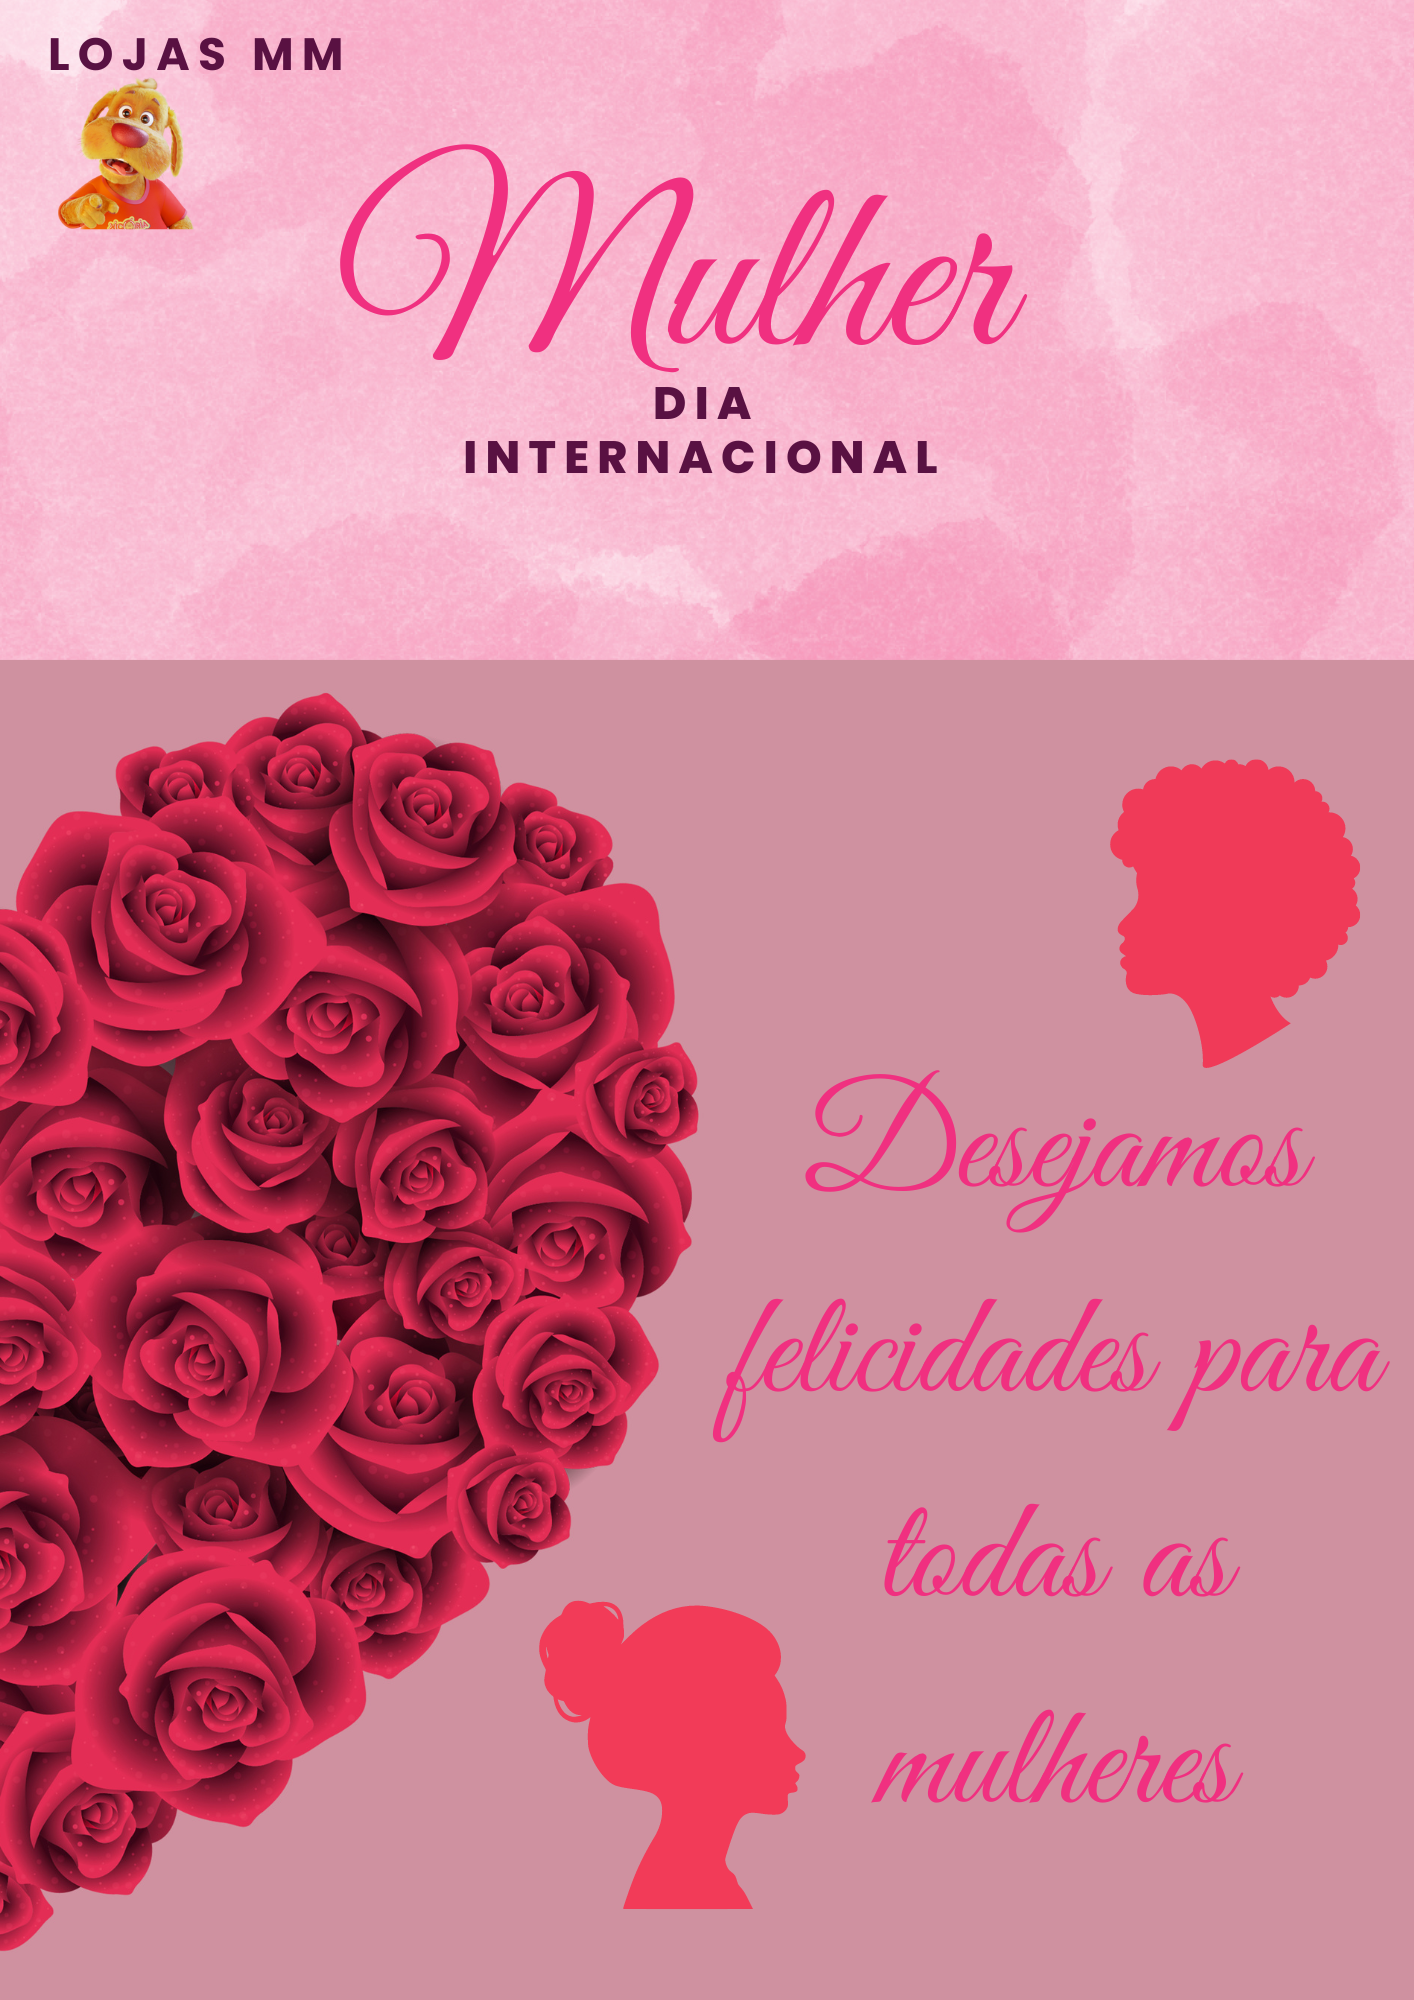 LOJAS MM
Mulher
DIA
INTERNACIONAL
Desejamos
felicidades para
todas as
mulheres